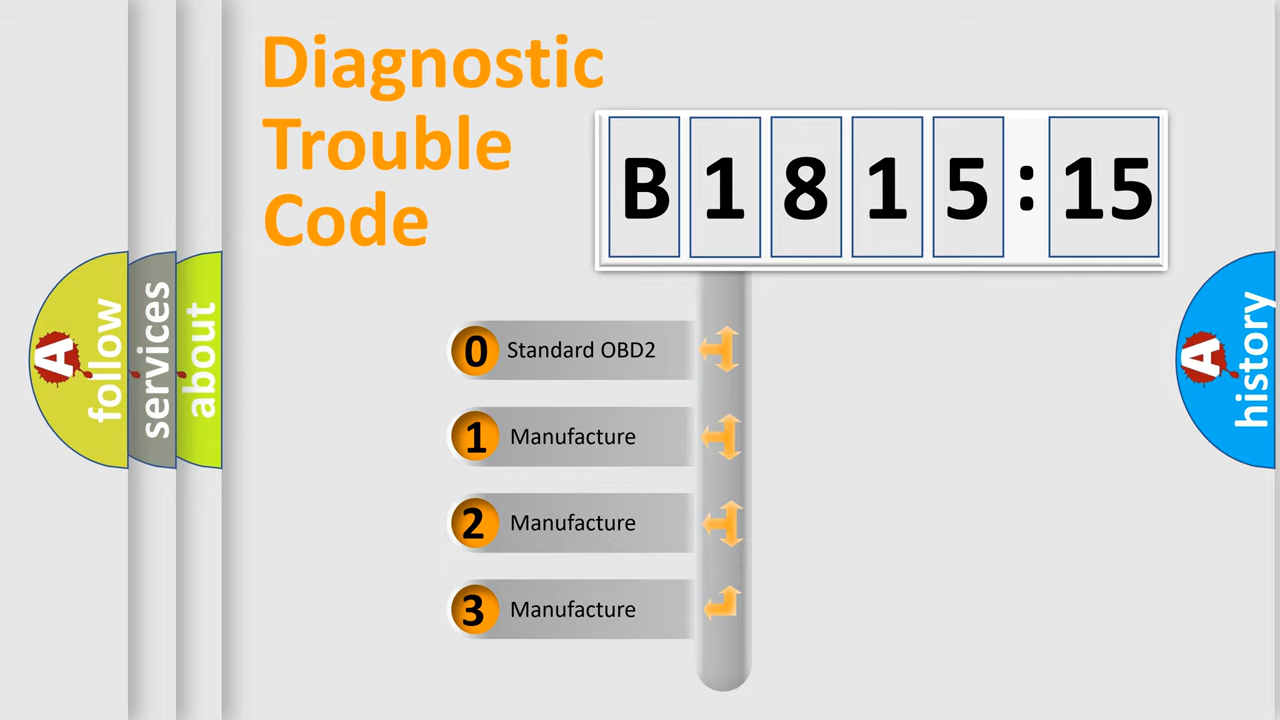 Diagnostic
Trouble
Code
B 1 8 1 5 : 15
0 Standard OBD2
1 Manufacture
2 Manufacture
3 Manufacture
A follow
services
about
A history